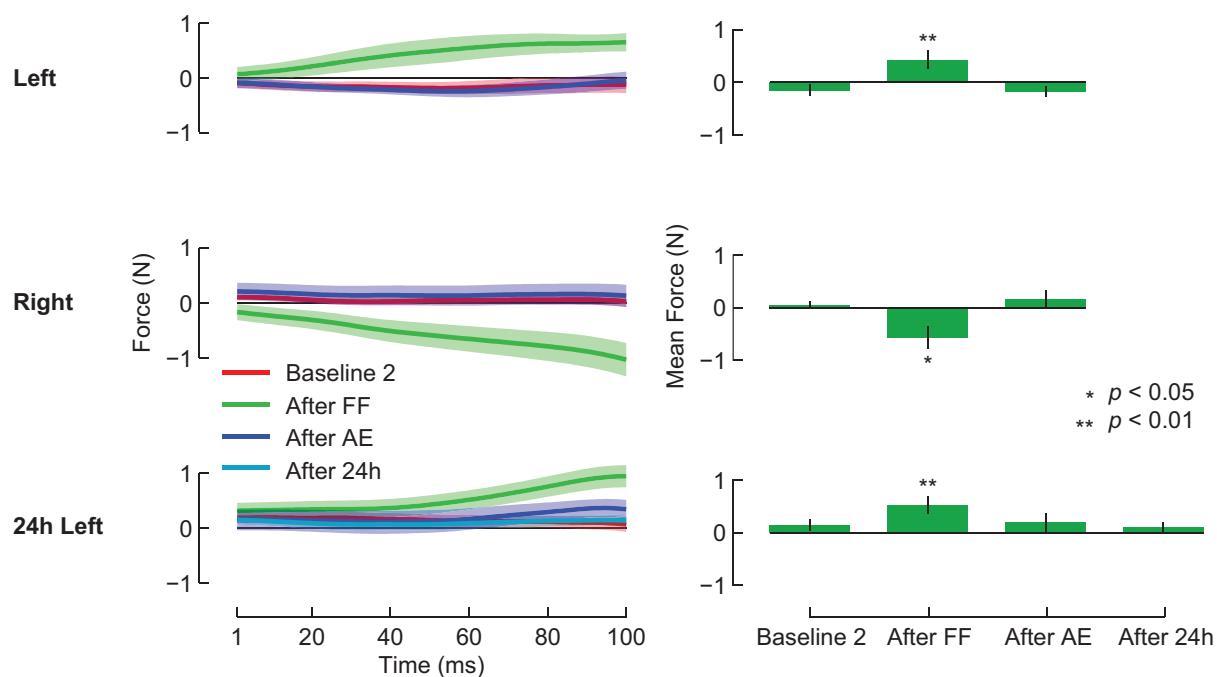 Left
1
0
−1
1
0
−1
**
Right
Force (N)
1
0
−1
Mean Force (N)
1
0
−1
*
Baseline 2
After FF
After AE
After 24h
* p < 0.05
** p < 0.01
24h Left
1
0
−1
1
0
−1
**
1 20 40 60 80 100
Time (ms)
Baseline 2 After FF After AE After 24h